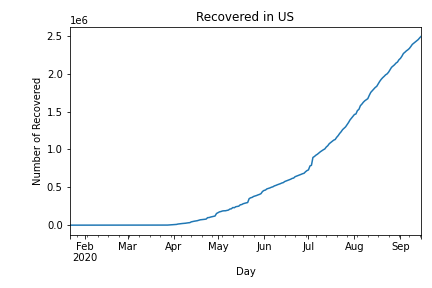 Recovered in US
1e6
2.5
2.0
1.5
1.0
0.5
0.0
Number of Recovered
Feb Mar Apr May Jun Jul Aug Sep
2020
Day